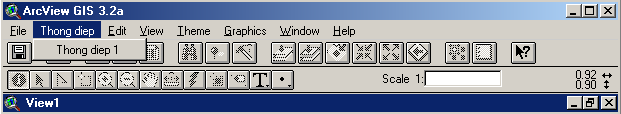 ArcView GIS 3.2a
File Thong diep Edit View Theme Graphics Window Help
Thong diep 1
Scale 1:
0.92
0.90
View1